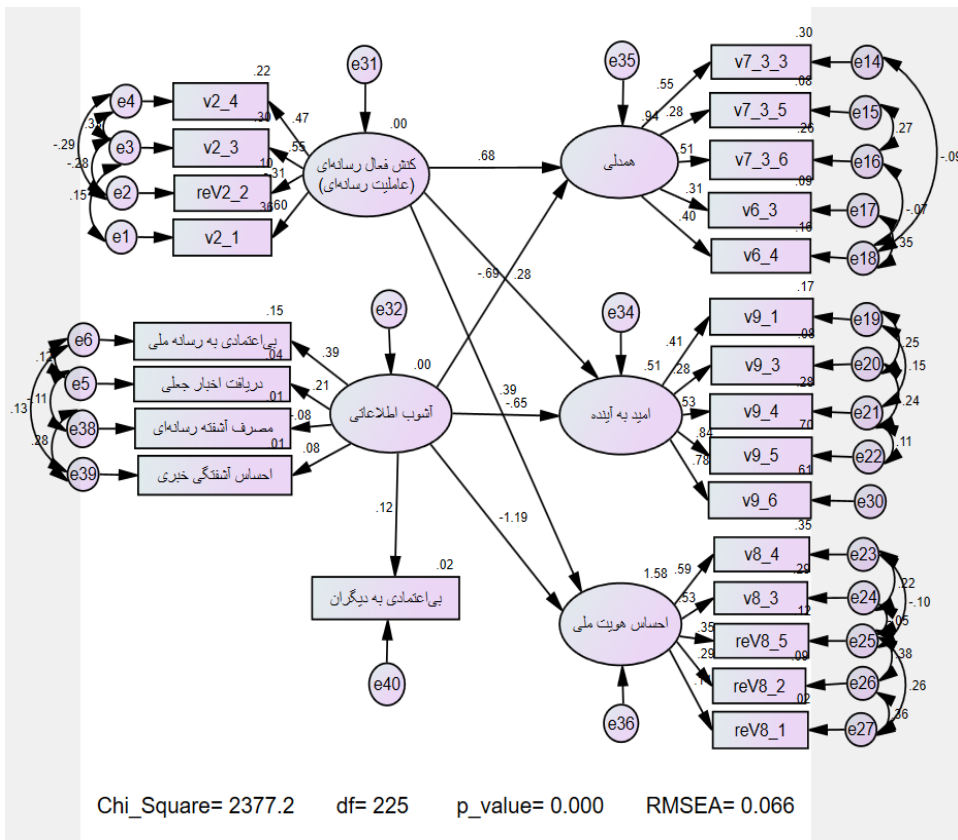 e31
e35
.30
v7_3_3
e14
.22
.00
.55
.08
e4
v2_4
.47
.94
.28
v7_3_5
e15
.30
.26
.27
-.29
e3
v2_3
.55
کنش فعال رسانه‌ای
(عاملیت رسانه‌ای)
.68
همدلی
.51
v7_3_6
e16
-.09
-.28
.10
-.31
.09
e2
reV2_2
.31
v6_3
e17
-.07
.15
.36
.60
.40
.16
.35
e1
v2_1
v6_4
e18
-.69
.28
e32
e34
.17
.15
v9_1
e19
e6
بی‌اعتمادی به رسانه ملی
.00
.41
.08
.25
.12
.04
.39
.51
.28
v9_3
e20
.15
e5
دریافت اخبار جعلی
.21
.39
.28
-.11
.01
آشوب اطلاعاتی
-.65
امید به آینده
.53
v9_4
e21
.24
.13
e38
مصرف آشفته رسانه‌ای
-.08
.84
.70
.11
.28
.01
.08
v9_5
e22
e39
احساس آشفتگی خبری
.78
.61
v9_6
e30
.12
-1.19
.35
v8_4
e23
.02
1.58
.59
.29
.22
بی‌اعتمادی به دیگران
.53
v8_3
e24
-.10
احساس هویت ملی
.35
.12
.05
reV8_5
e25
.38
.29
.09
e40
reV8_2
e26
.26
.02
.36
e36
reV8_1
e27
Chi_Square= 2377.2 df= 225 p_value= 0.000 RMSEA= 0.066